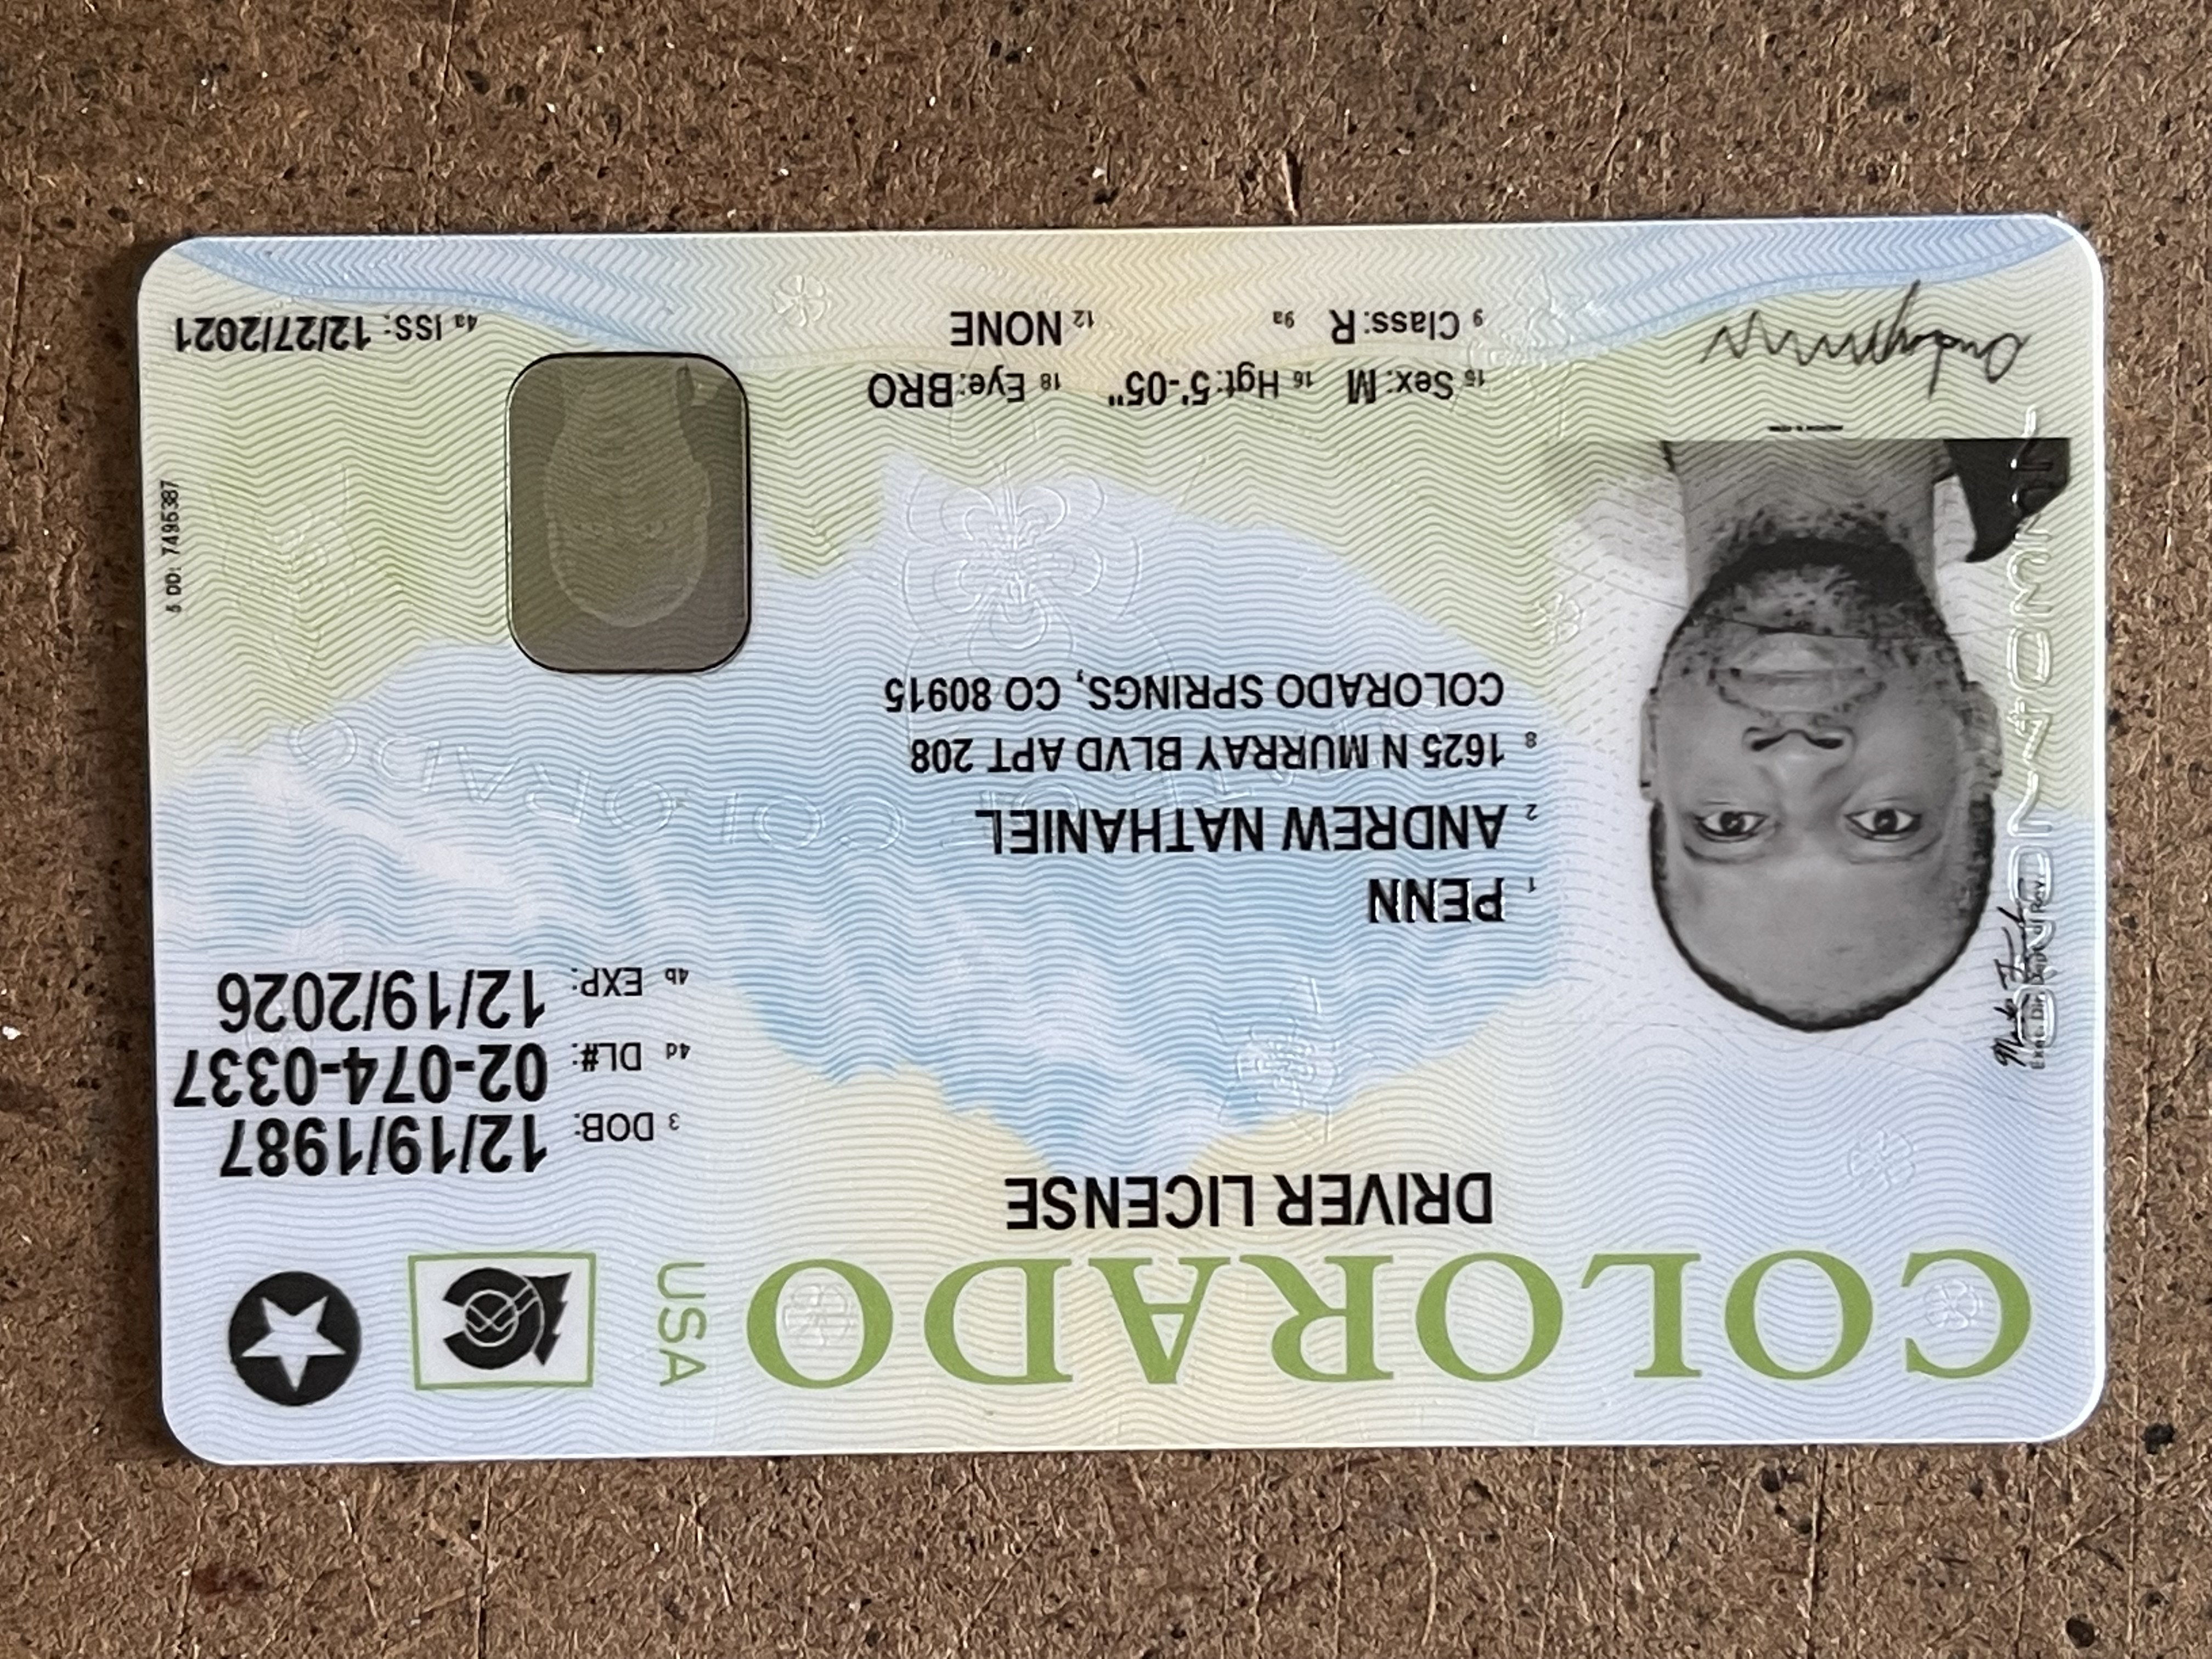 COLORADO USA
DRIVER LICENSE
3 DOB: 12/19/1987
4d DL#: 02-074-0337
4b EXP: 12/19/2026
1 PENN
2 ANDREW NATHANIEL
8 1625 N MURRAY BLVD APT 208
COLORADO SPRINGS, CO 80915
15 Sex:M 16 Hgt:5'-05" 18 Eye:BRO
9 Class:R 9a 12 NONE
4a ISS: 12/27/2021
5 DD: 7495387
STATE OF COLORADO